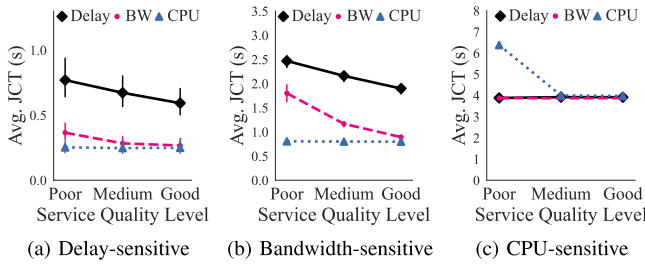 Delay BW CPU
Avg. JCT (s)
1.0
0.5
0.0
Poor Medium Good
Service Quality Level
(a) Delay-sensitive
Delay BW CPU
Avg. JCT (s)
3.5
3.0
2.5
2.0
1.5
1.0
0.5
0.0
Poor Medium Good
Service Quality Level
(b) Bandwidth-sensitive
Delay BW CPU
Avg. JCT (s)
8
7
6
5
4
3
2
1
0
Poor Medium Good
Service Quality Level
(c) CPU-sensitive